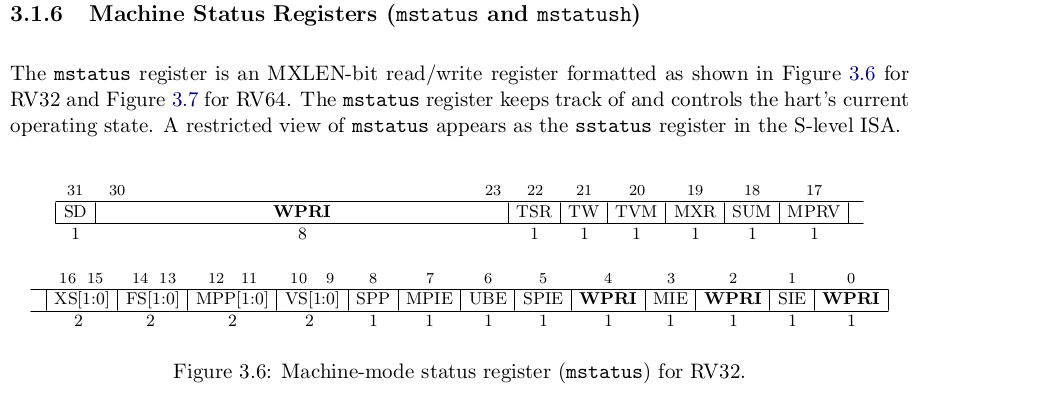 3.1.6 Machine Status Registers (mstatus and mstatush)
The mstatus register is an MXLEN-bit read/write register formatted as shown in Figure 3.6 for
RV32 and Figure 3.7 for RV64. The mstatus register keeps track of and controls the hart's current
operating state. A restricted view of mstatus appears as the sstatus register in the S-level ISA.
31 30 23 22 21 20 19 18 17
SD WPRI TSR TW TVM MXR SUM MPRV
1 8 1 1 1 1 1 1
16 15 14 13 12 11 10 9 8 7 6 5 4 3 2 1 0
XS[1:0] FS[1:0] MPP[1:0] VS[1:0] SPP MPIE UBE SPIE WPRI MIE WPRI SIE WPRI
2 2 2 2 1 1 1 1 1 1 1 1 1
Figure 3.6: Machine-mode status register (mstatus) for RV32.